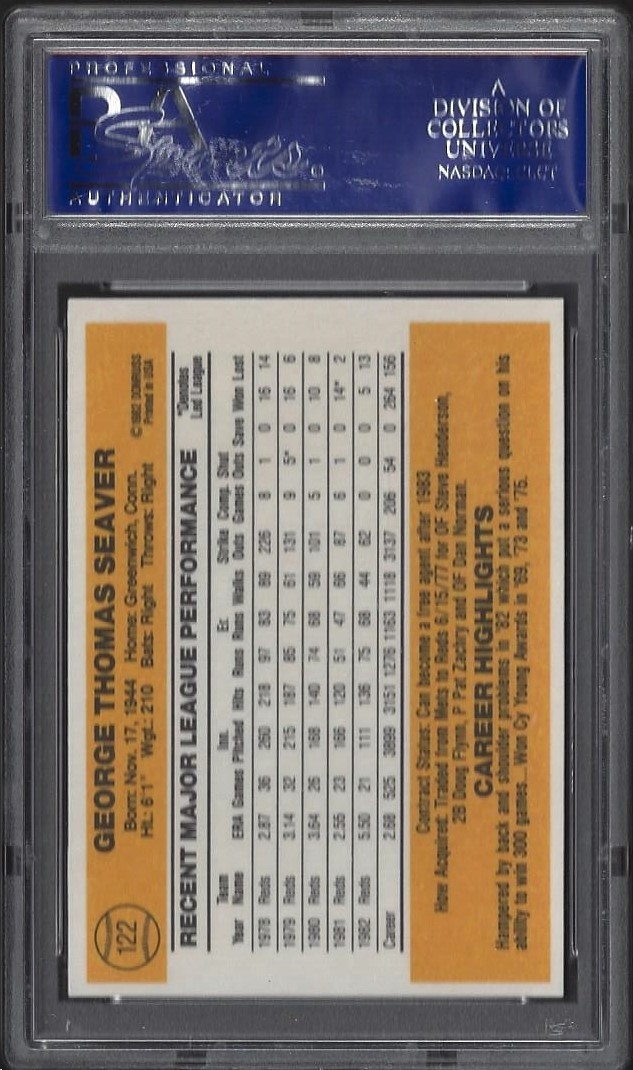 PROFESSIONAL
PSA
AUTHENTICATOR
A
DIVISION OF
COLLECTORS
UNIVERSE
NASDAQ: CLCT
122
GEORGE THOMAS SEAVER
Born: Nov. 17, 1944 Home: Greenwich, Conn.
Ht.: 6'1" Wgt.: 210 Bats: Right Throws: Right
©1982 DONRUSS
Printed in USA
RECENT MAJOR LEAGUE PERFORMANCE
*Denotes
Led League
Team Inn. Er. Strike Comp. Shut
Year Name ERA Games Pitched Hits Runs Runs Walks Outs Games Outs Save Won Lost
1978 Reds 2.87 36 260 218 97 83 89 226 8 1 0 16 14
1979 Reds 3.14 32 215 187 85 75 61 131 9 5* 0 16 6
1980 Reds 3.64 26 168 140 74 68 59 101 5 1 0 10 8
1981 Reds 2.55 23 166 120 51 47 66 87 6 1 0 14* 2
1982 Reds 5.50 21 111 136 75 68 44 62 0 0 0 5 13
Career 2.68 525 3899 3151 1276 1163 1118 3137 206 54 0 264 156
Contract Status: Can become a free agent after 1983
How Acquired: Traded from Mets to Reds 6/15/77 for OF Steve Henderson,
2B Doug Flynn, P Pat Zachry and OF Dan Norman.
CAREER HIGHLIGHTS
Hampered by back and shoulder problems in '82 which put a serious question on his
ability to win 300 games... Won Cy Young Awards in '69, '73 and '75.